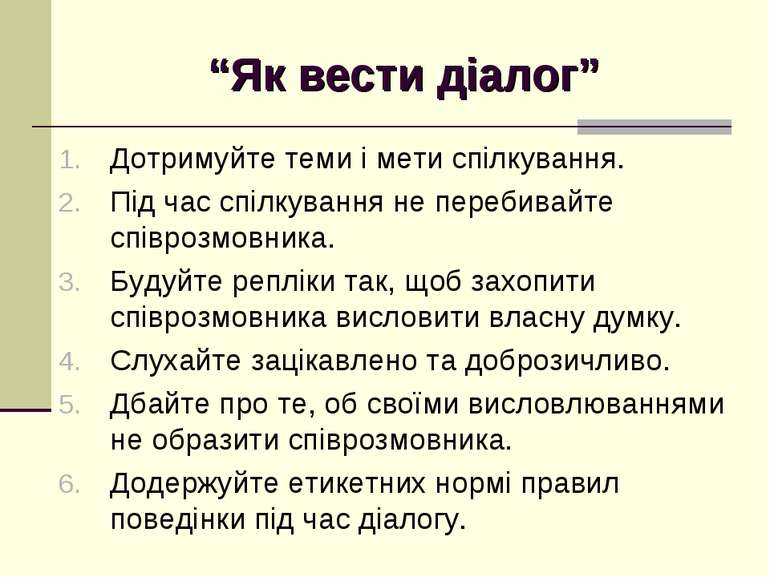 “Як вести діалог”
1. Дотримуйте теми і мети спілкування.
2. Під час спілкування не перебивайте
співрозмовника.
3. Будуйте репліки так, щоб захопити
співрозмовника висловити власну думку.
4. Слухайте зацікавлено та доброзичливо.
5. Дбайте про те, об своїми висловлюваннями
не образити співрозмовника.
6. Додержуйте етикетних нормі правил
поведінки під час діалогу.